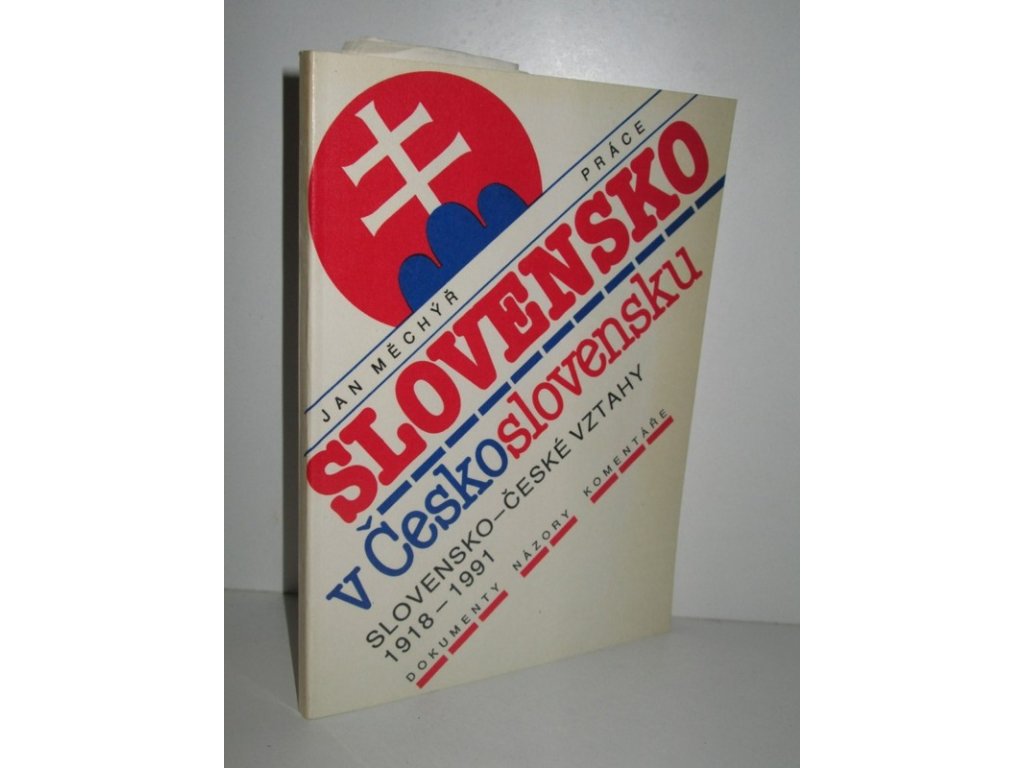 JAN MĚCHÝŘ
PRÁCE
SLOVENSKO
v Československu
SLOVENSKO–ČESKÉ VZTAHY
1918–1991
DOKUMENTY NÁZORY KOMENTÁŘE